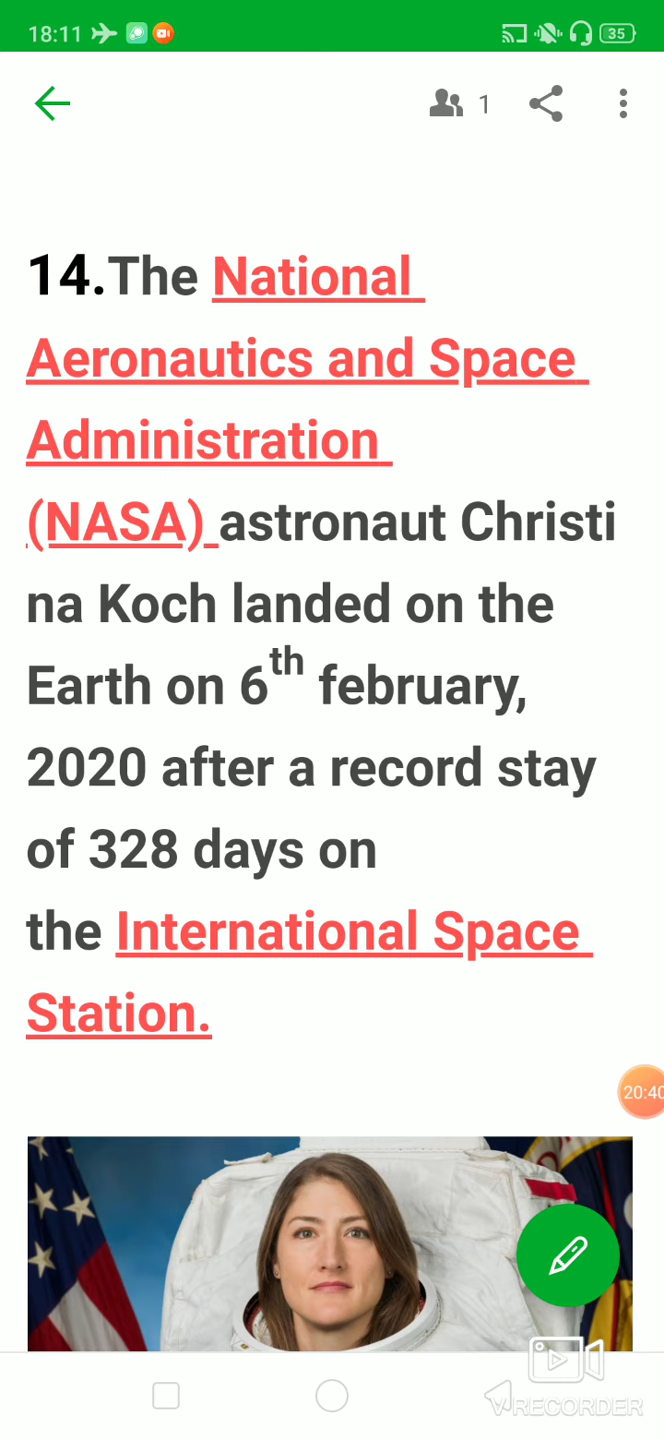 18:11
35
1
14.The National
Aeronautics and Space
Administration
(NASA) astronaut Christi
na Koch landed on the
Earth on 6th february,
2020 after a record stay
of 328 days on
the International Space
Station.
20:40
VRECORDER